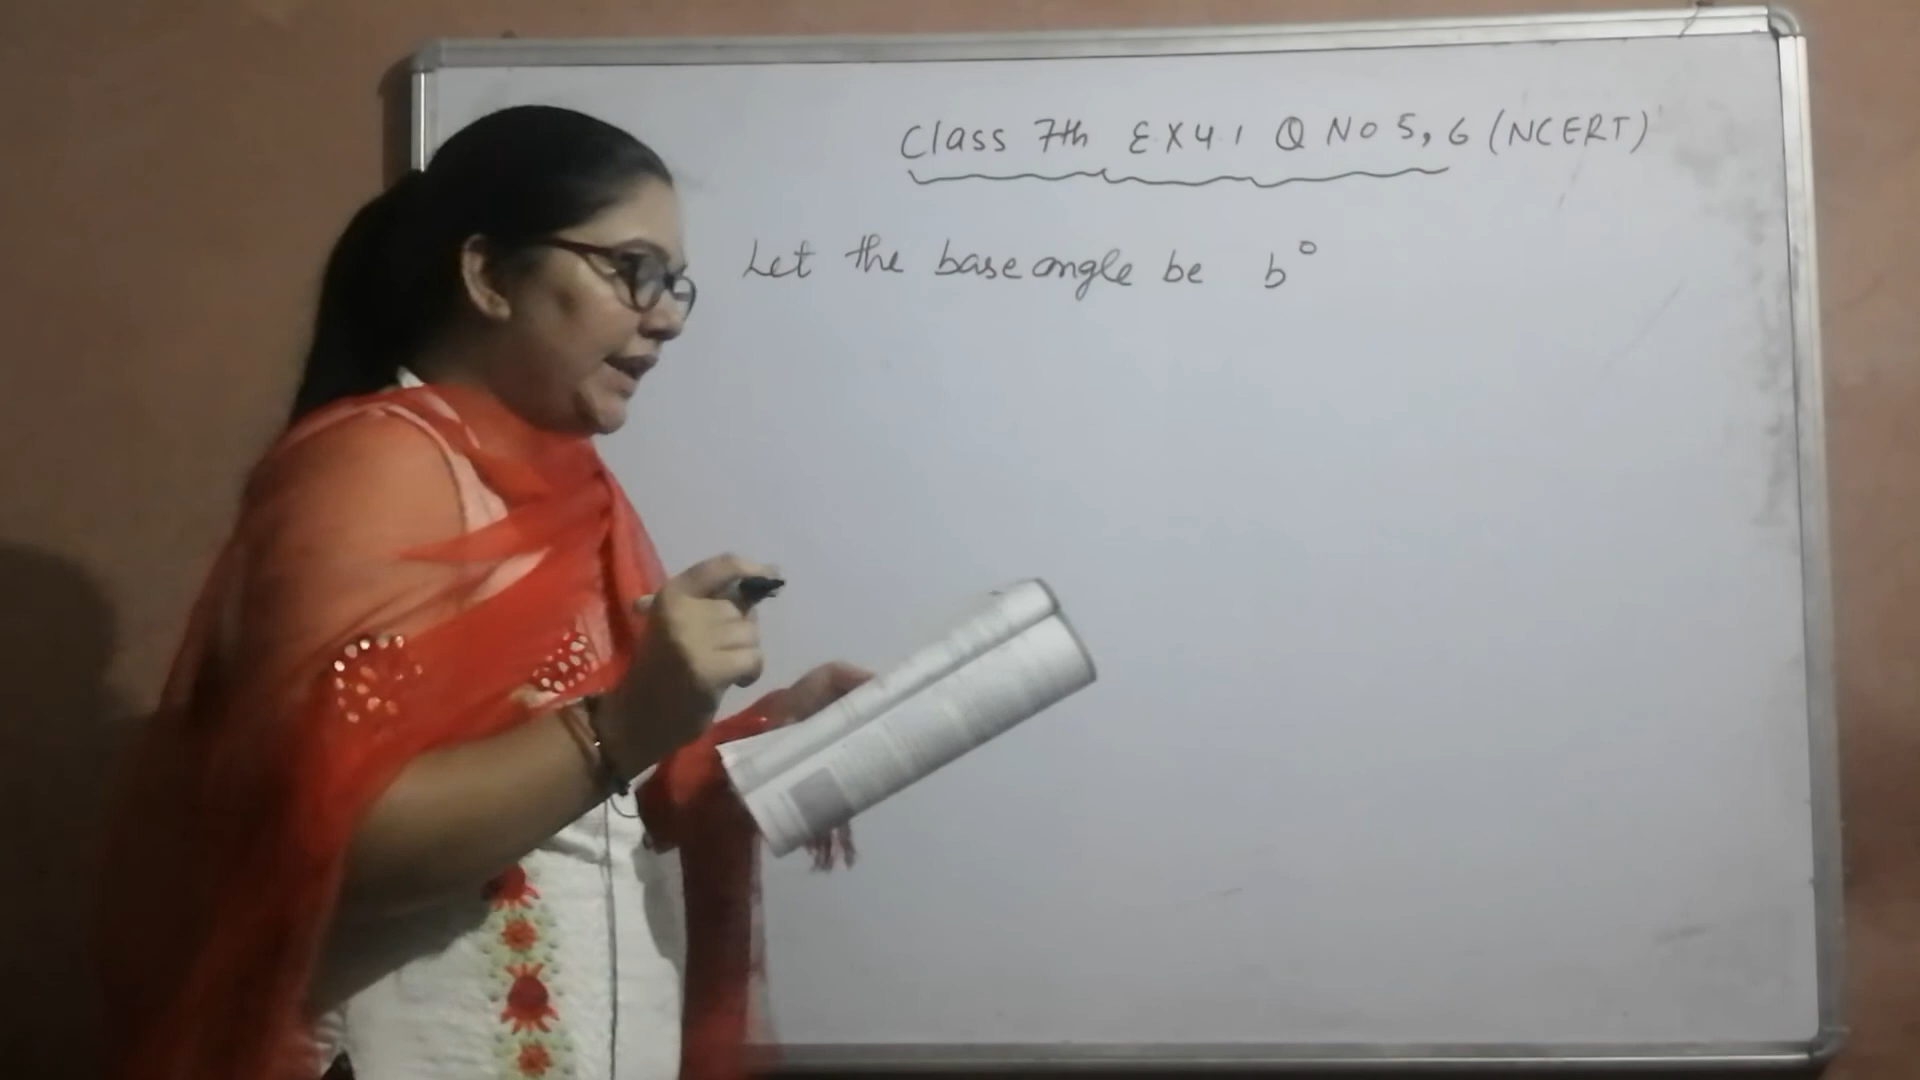 Class 7th EX 4.1 Q NO 5, 6 (NCERT)
Let the base angle be b°